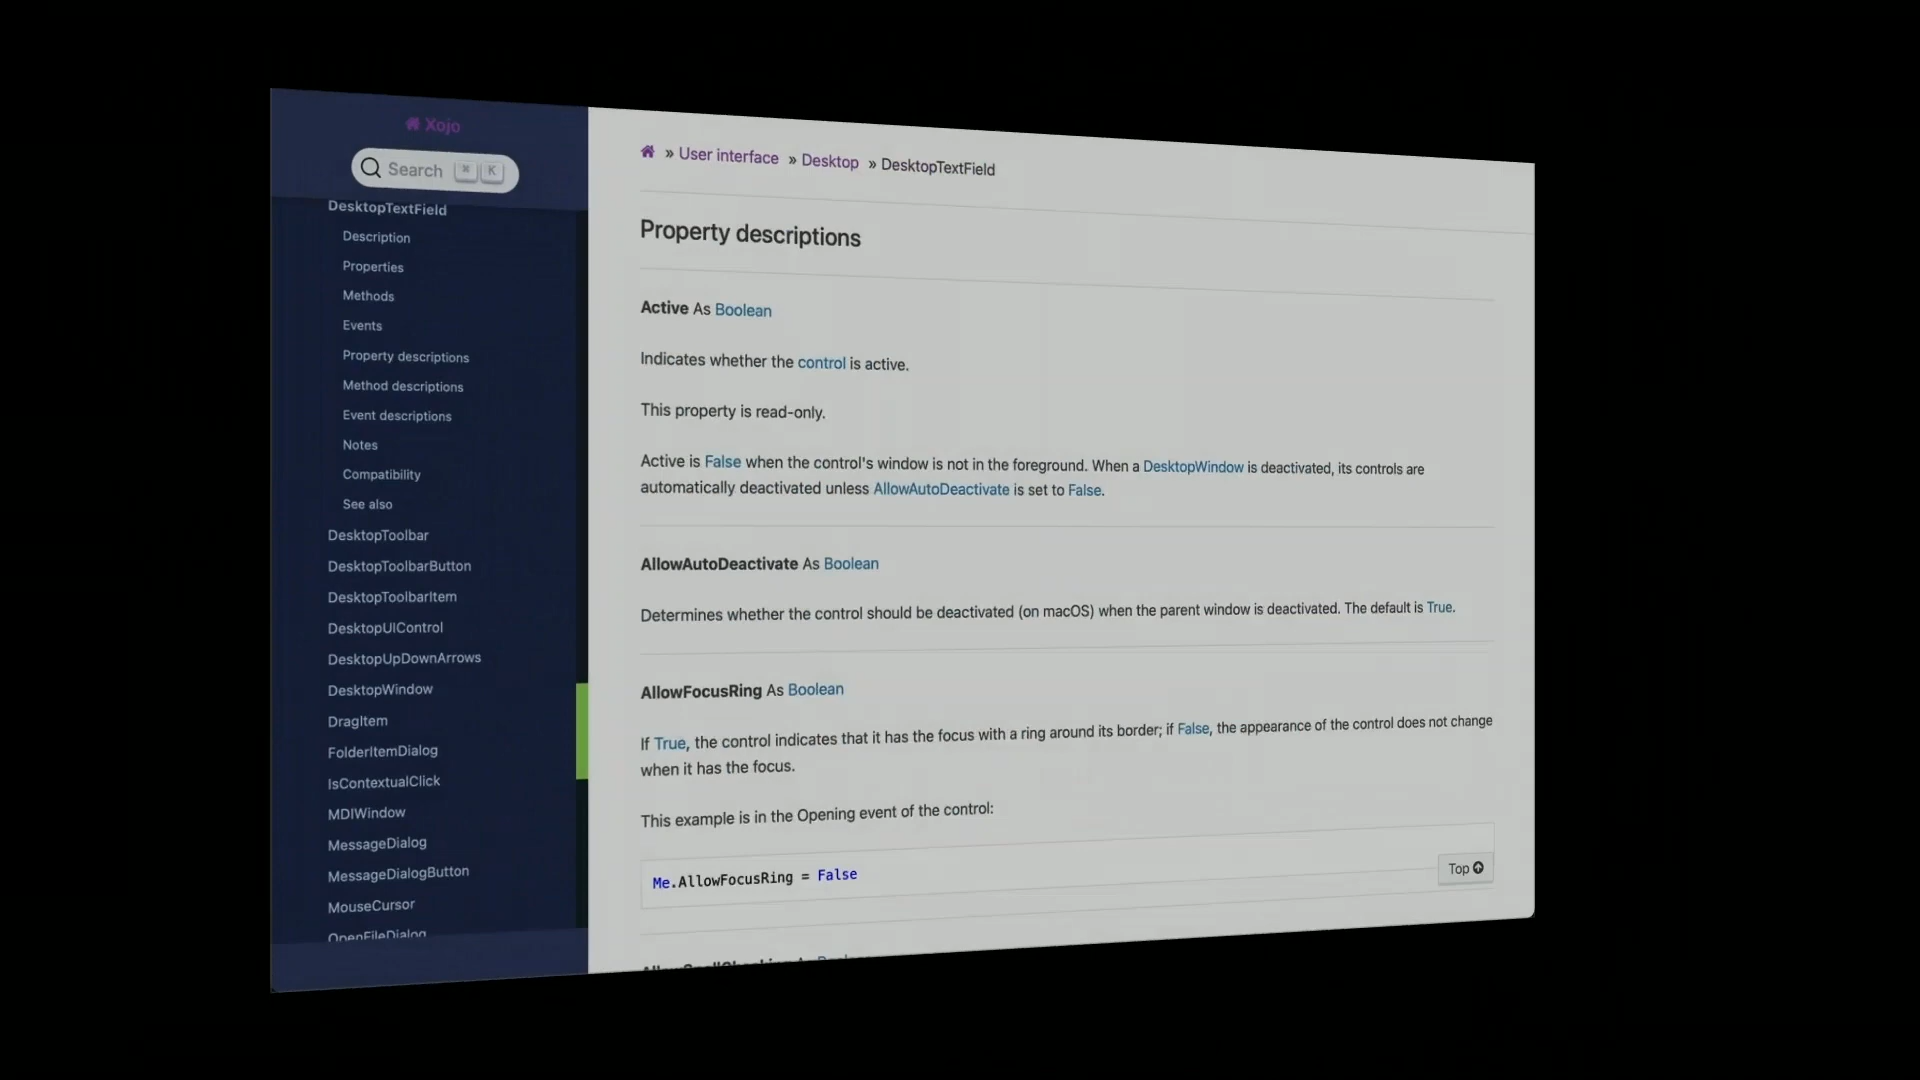 Xojo
Search ⌘ K
DesktopTextField
Description
Properties
Methods
Events
Property descriptions
Method descriptions
Event descriptions
Notes
Compatibility
See also
DesktopToolbar
DesktopToolbarButton
DesktopToolbarItem
DesktopUIControl
DesktopUpDownArrows
DesktopWindow
DragItem
FolderItemDialog
IsContextualClick
MDIWindow
MessageDialog
MessageDialogButton
MouseCursor
OpenFileDialog
» User interface » Desktop » DesktopTextField
Property descriptions
Active As Boolean
Indicates whether the control is active.
This property is read-only.
Active is False when the control's window is not in the foreground. When a DesktopWindow is deactivated, its controls are
automatically deactivated unless AllowAutoDeactivate is set to False.
AllowAutoDeactivate As Boolean
Determines whether the control should be deactivated (on macOS) when the parent window is deactivated. The default is True.
AllowFocusRing As Boolean
If True, the control indicates that it has the focus with a ring around its border; if False, the appearance of the control does not change
when it has the focus.
This example is in the Opening event of the control:
Me.AllowFocusRing = False
Top
AllowSpellChecking As Boolean